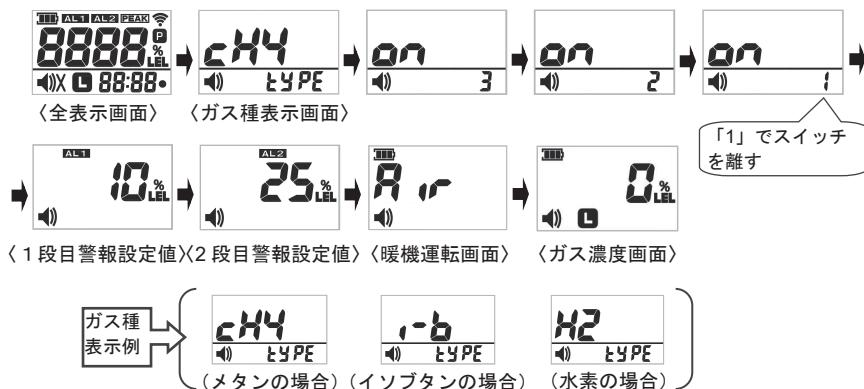 AL1 AL2 PEAK
8888 P % LEL
X L 88:88
〈全表示画面〉
cH4
tYPE
〈ガス種表示画面〉
on
3
on
2
on
1
「1」でスイッチ
を離す
AL1
10 % LEL
〈1段目警報設定値〉
AL2
25 % LEL
〈2段目警報設定値〉
Air
〈暖機運転画面〉
0 % LEL
L
〈ガス濃度画面〉
ガス種
表示例
cH4
tYPE
(メタンの場合)
i-b
tYPE
(イソブタンの場合)
H2
tYPE
(水素の場合)